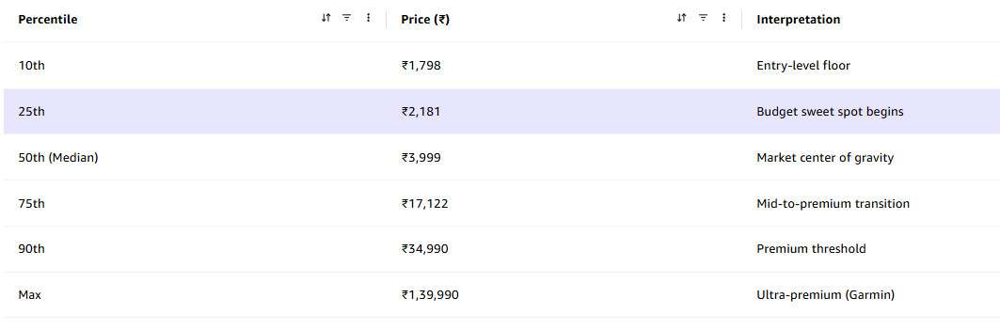 Percentile Price (₹) Interpretation
10th ₹1,798 Entry-level floor
25th ₹2,181 Budget sweet spot begins
50th (Median) ₹3,999 Market center of gravity
75th ₹17,122 Mid-to-premium transition
90th ₹34,990 Premium threshold
Max ₹1,39,990 Ultra-premium (Garmin)